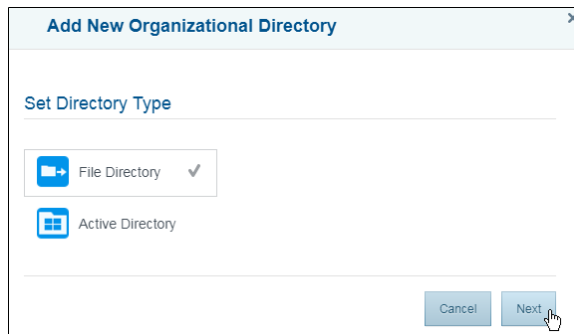 Add New Organizational Directory
Set Directory Type
File Directory
Active Directory
Cancel Next